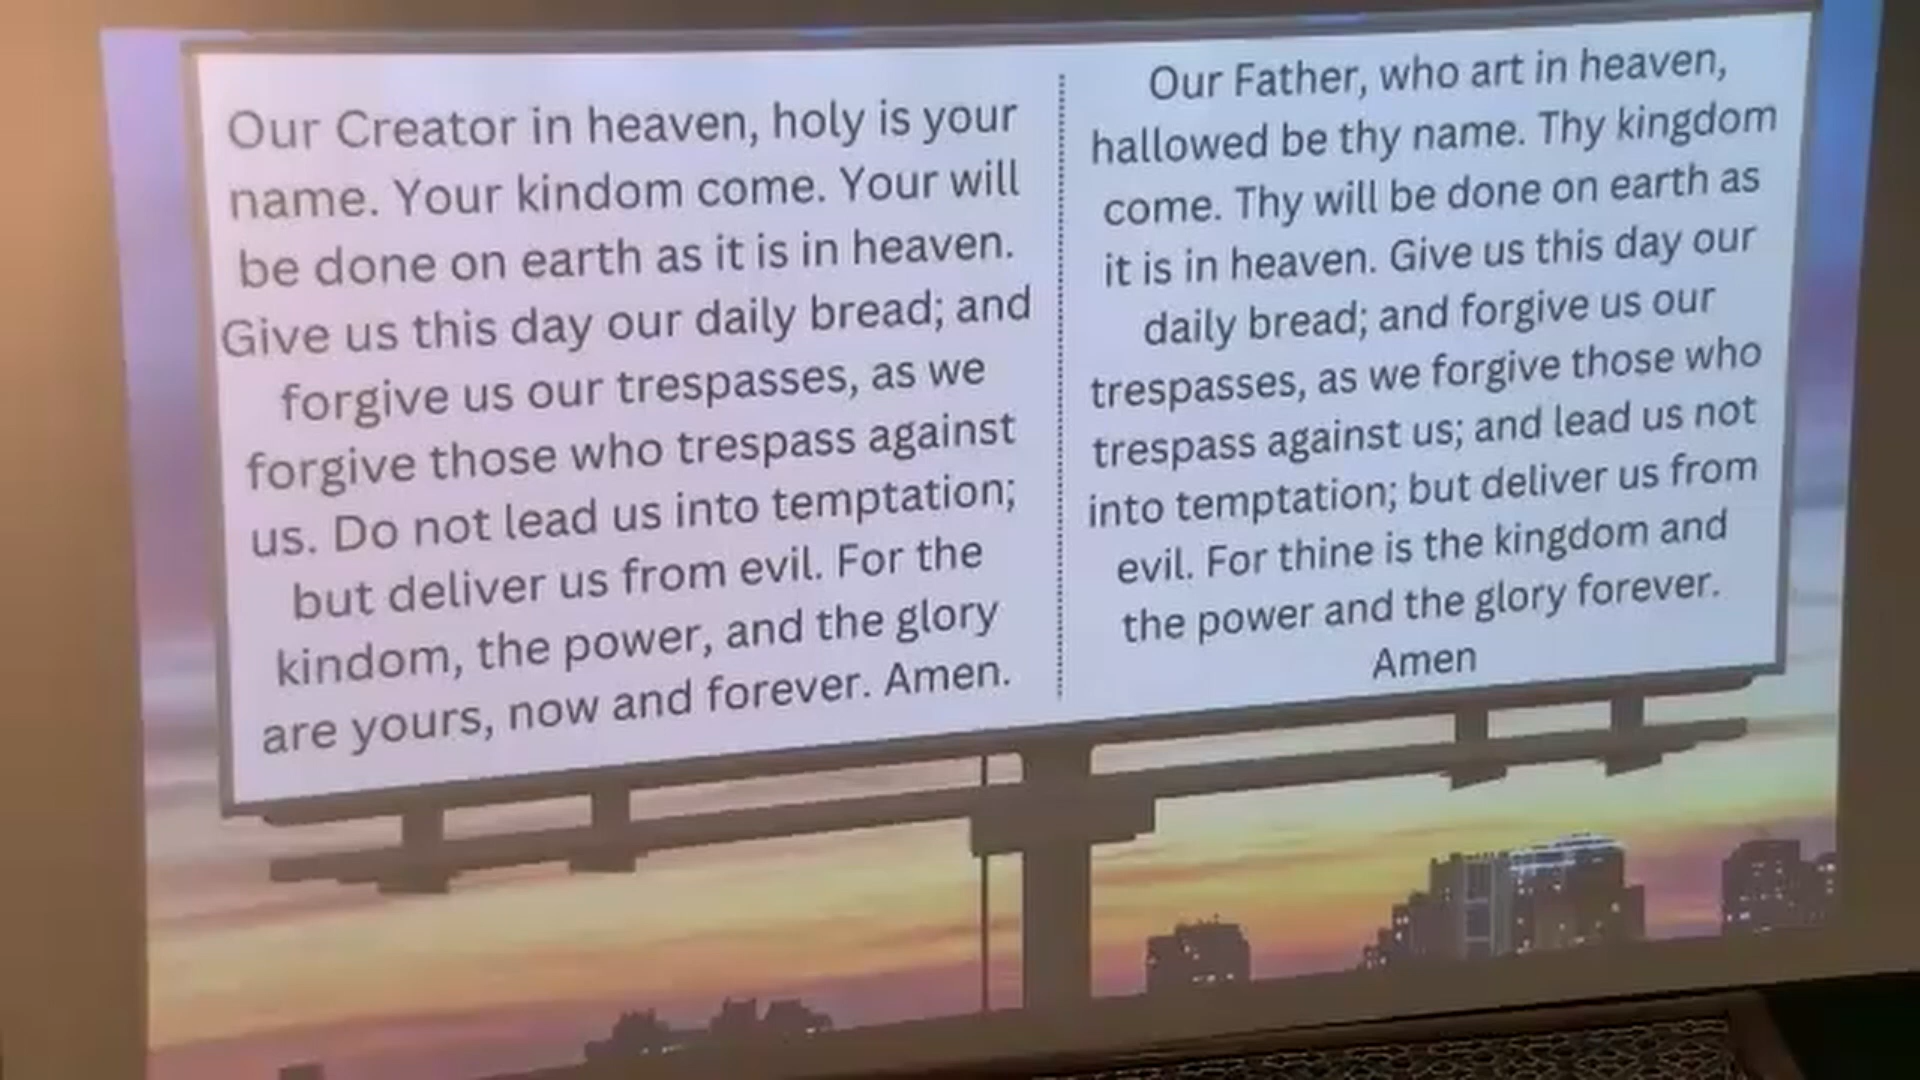 Our Creator in heaven, holy is your
name. Your kindom come. Your will
be done on earth as it is in heaven.
Give us this day our daily bread; and
forgive us our trespasses, as we
forgive those who trespass against
us. Do not lead us into temptation;
but deliver us from evil. For the
kindom, the power, and the glory
are yours, now and forever. Amen.
Our Father, who art in heaven,
hallowed be thy name. Thy kingdom
come. Thy will be done on earth as
it is in heaven. Give us this day our
daily bread; and forgive us our
trespasses, as we forgive those who
trespass against us; and lead us not
into temptation; but deliver us from
evil. For thine is the kingdom and
the power and the glory forever.
Amen